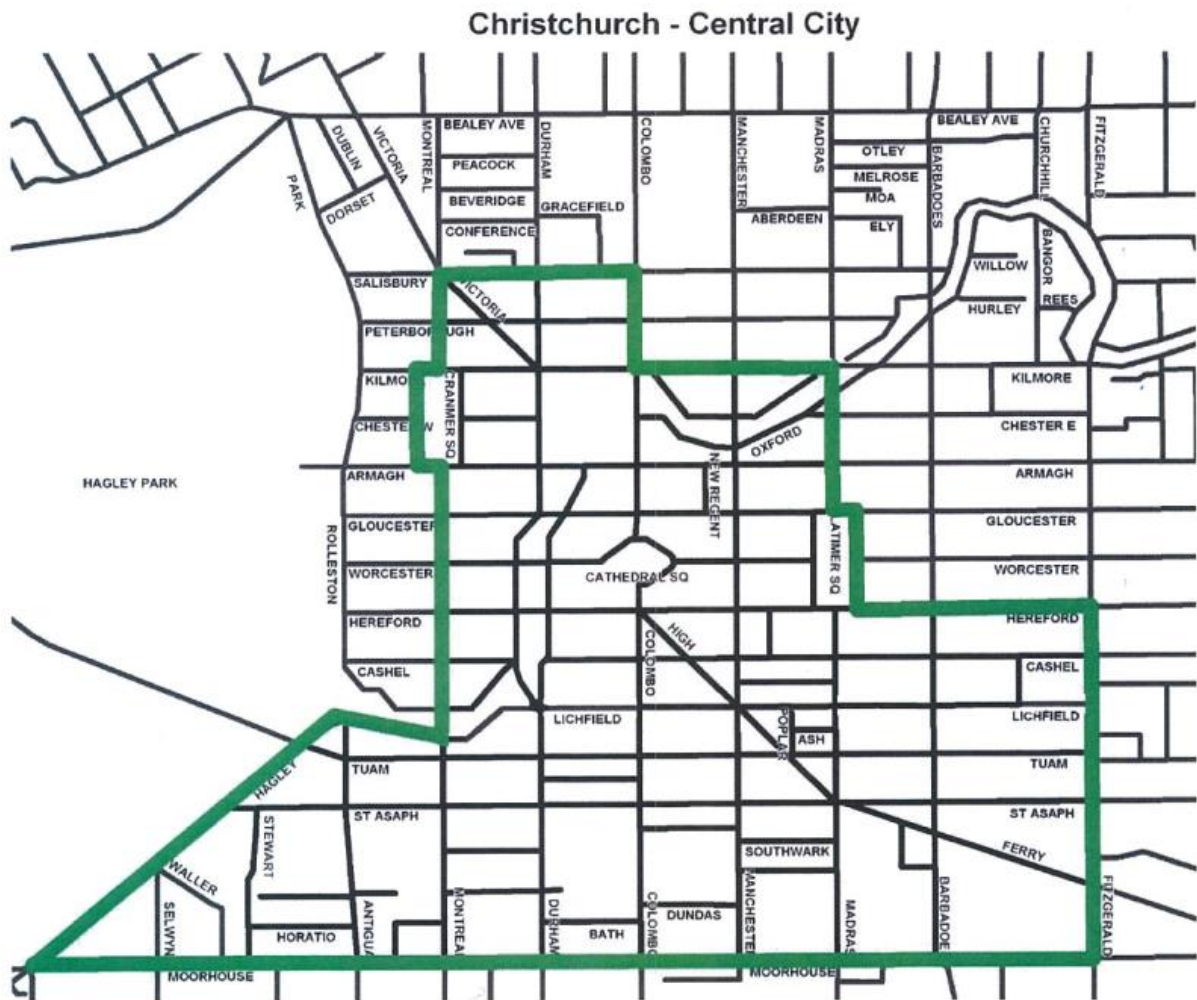 Christchurch - Central City
BEALEY AVE
BEALEY AVE
DUBLIN
VICTORIA
MONTREAL
DURHAM
COLOMBO
MANCHESTER
MADRAS
CHURCHHILL
FITZGERALD
OTLEY
BARBADOES
PEACOCK
MELROSE
PARK
BEVERIDGE
GRACEFIELD
MOA
DORSET
ABERDEEN
CONFERENCE
ELY
BANGOR
WILLOW
SALISBURY
VICTORIA
REES
HURLEY
PETERBOROUGH
KILMORE
CRANMER SQ
KILMORE
CHESTER W
CHESTER E
OXFORD
ARMAGH
NEW REGENT
ARMAGH
HAGLEY PARK
GLOUCESTER
LATIMER SQ
GLOUCESTER
ROLLESTON
WORCESTER
CATHEDRAL SQ
WORCESTER
HEREFORD
HIGH
HEREFORD
CASHEL
COLOMBO
CASHEL
LICHFIELD
POPLAR
LICHFIELD
ASH
HAGLEY
TUAM
TUAM
ST ASAPH
ST ASAPH
STEWART
SOUTHWARK
FERRY
WALLER
SELWYN
ANTIGUA
MONTREAL
DURHAM
COLOMBO
DUNDAS
MANCHESTER
MADRAS
BARBADOE
FITZGERALD
HORATIO
BATH
MOORHOUSE
MOORHOUSE